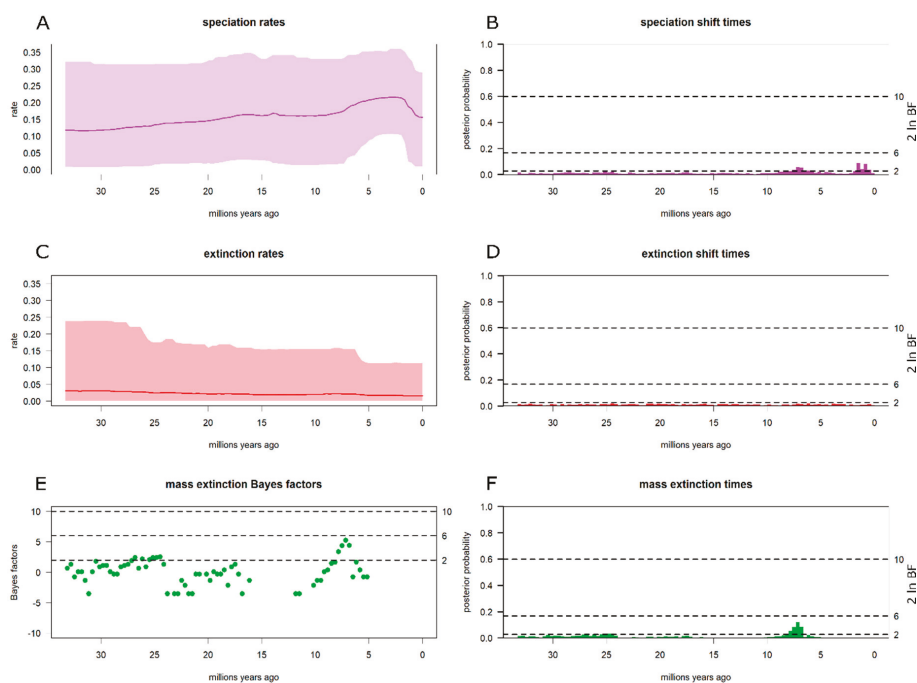 A speciation rates
0.35
0.30
0.25
0.20
0.15
0.10
0.05
0.00
rate
30 25 20 15 10 5 0
millions years ago
B speciation shift times
1.0
0.8
0.6
0.4
0.2
0.0
posterior probability
10
6
2
2 ln BF
30 25 20 15 10 5 0
millions years ago
C extinction rates
0.35
0.30
0.25
0.20
0.15
0.10
0.05
0.00
rate
30 25 20 15 10 5 0
millions years ago
D extinction shift times
1.0
0.8
0.6
0.4
0.2
0.0
posterior probability
10
6
2
2 ln BF
30 25 20 15 10 5 0
millions years ago
E mass extinction Bayes factors
10
5
0
-5
-10
Bayes factors
10
6
2
30 25 20 15 10 5 0
millions years ago
F mass extinction times
1.0
0.8
0.6
0.4
0.2
0.0
posterior probability
10
6
2
2 ln BF
30 25 20 15 10 5 0
millions years ago